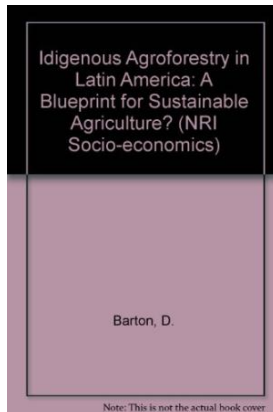 Idigenous Agroforestry in
Latin America: A
Blueprint for Sustainable
Agriculture? (NRI
Socio-economics)
Barton, D.
Note: This is not the actual book cover